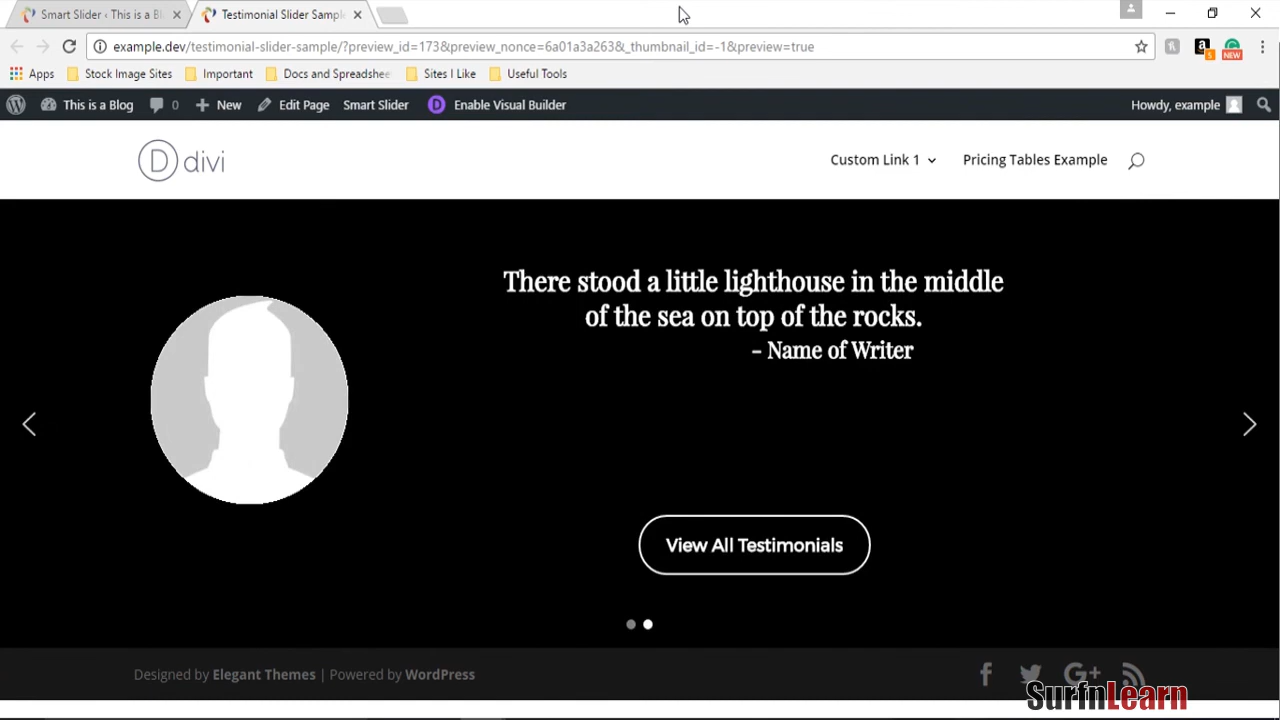 Smart Slider ‹ This is a Bl
Testimonial Slider Sample
example.dev/testimonial-slider-sample/?preview_id=173&preview_nonce=6a01a3a263&_thumbnail_id=-1&preview=true
a
5
NEW
Apps
Stock Image Sites
Important
Docs and Spreadshee
Sites I Like
Useful Tools
This is a Blog
0
New
Edit Page
Smart Slider
D
Enable Visual Builder
Howdy, example
D divi
Custom Link 1
Pricing Tables Example
There stood a little lighthouse in the middle
of the sea on top of the rocks.
- Name of Writer
View All Testimonials
Designed by Elegant Themes | Powered by WordPress
SurfnLearn